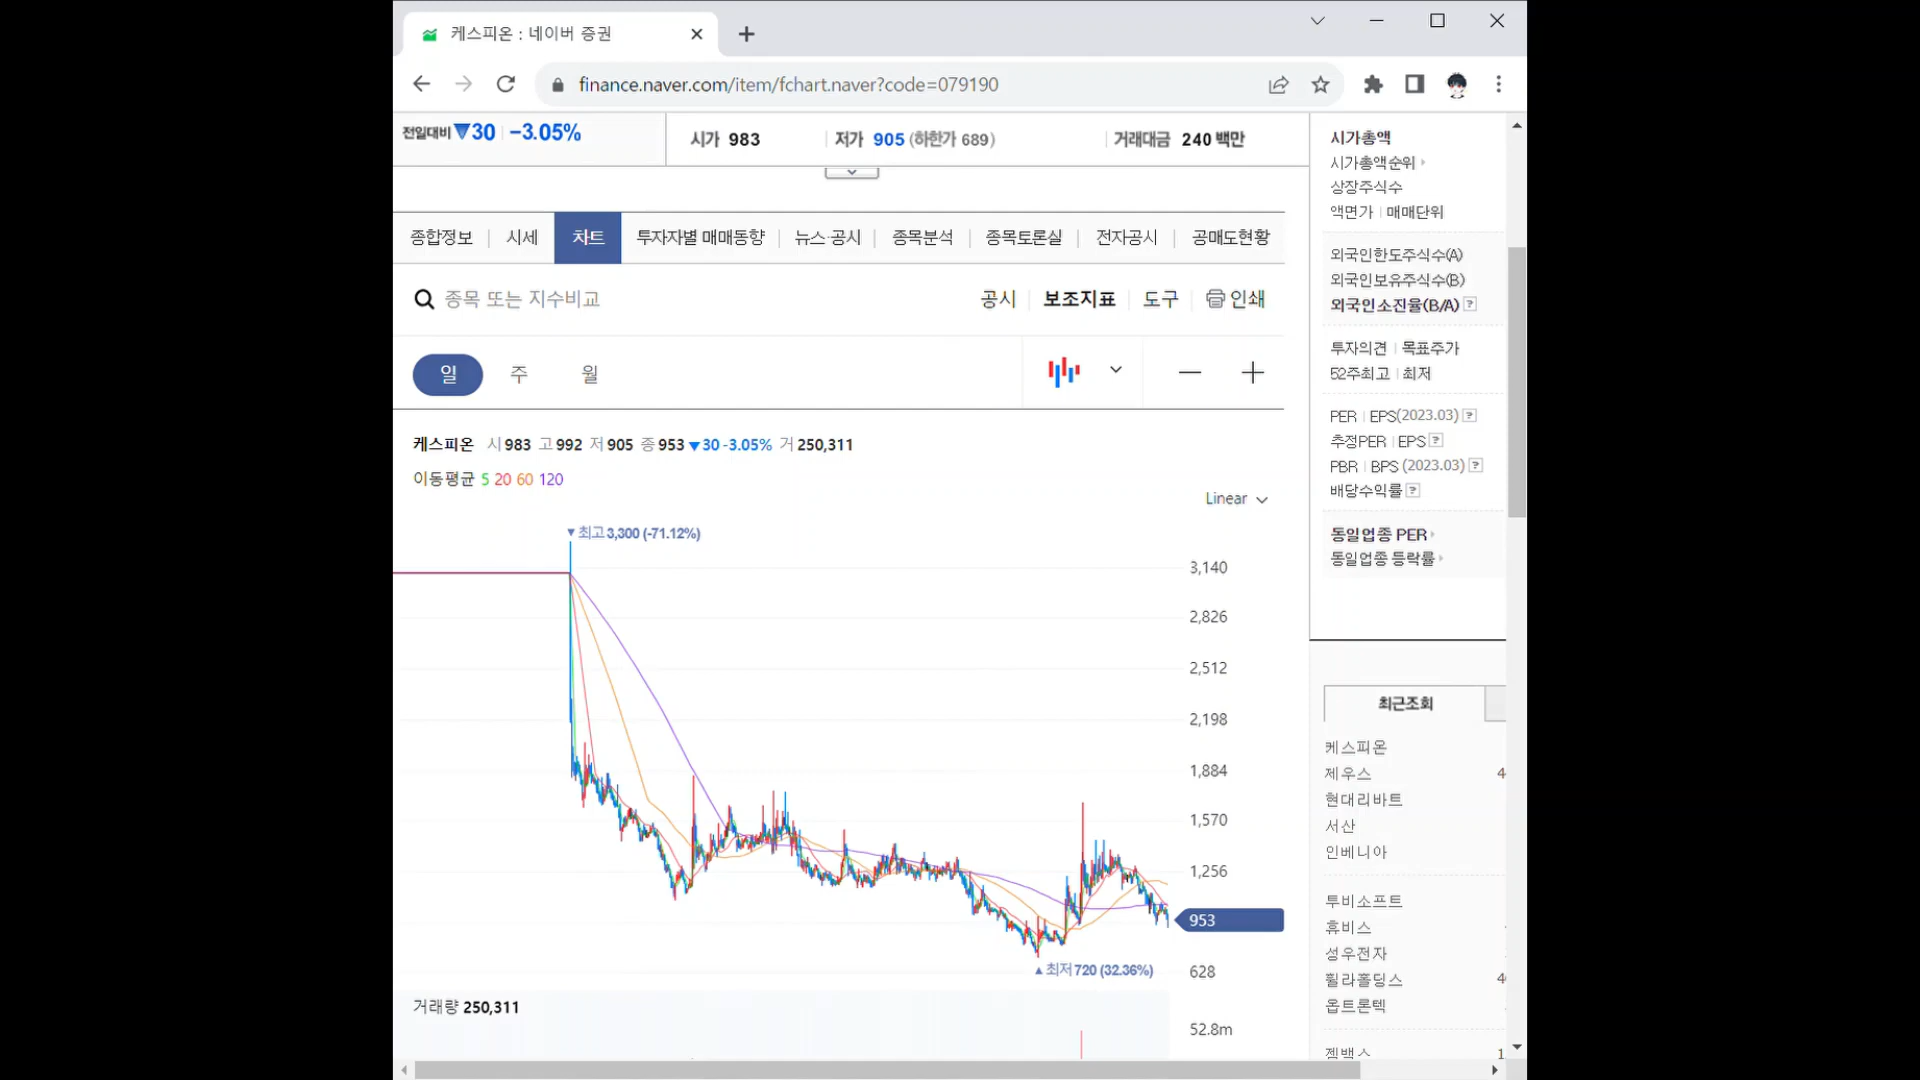 케스피온 : 네이버 증권
finance.naver.com/item/fchart.naver?code=079190
전일대비 ▼30 -3.05%
시가 983 저가 905 (하한가 689) 거래대금 240 백만
종합정보 시세 차트 투자자별 매매동향 뉴스·공시 종목분석 종목토론실 전자공시 공매도현황
종목 또는 지수비교 공시 보조지표 도구 인쇄
일 주 월
케스피온 시 983 고 992 저 905 종 953 ▼30 -3.05% 거 250,311
이동평균 5 20 60 120
Linear
▼최고 3,300 (-71.12%)
3,140
2,826
2,512
2,198
1,884
1,570
1,256
953
▲최저 720 (32.36%)
628
거래량 250,311
52.8m
시가총액
시가총액순위
상장주식수
액면가 | 매매단위
외국인한도주식수(A)
외국인보유주식수(B)
외국인소진율(B/A) ?
투자의견 | 목표주가
52주최고 | 최저
PER | EPS(2023.03) ?
추정PER | EPS ?
PBR | BPS (2023.03) ?
배당수익률 ?
동일업종 PER
동일업종 등락률
최근조회
케스피온
제우스 4
현대리바트
서산
인베니아
투비소프트
휴비스
성우전자
휠라홀딩스 4
옵트론텍
젬백스 1